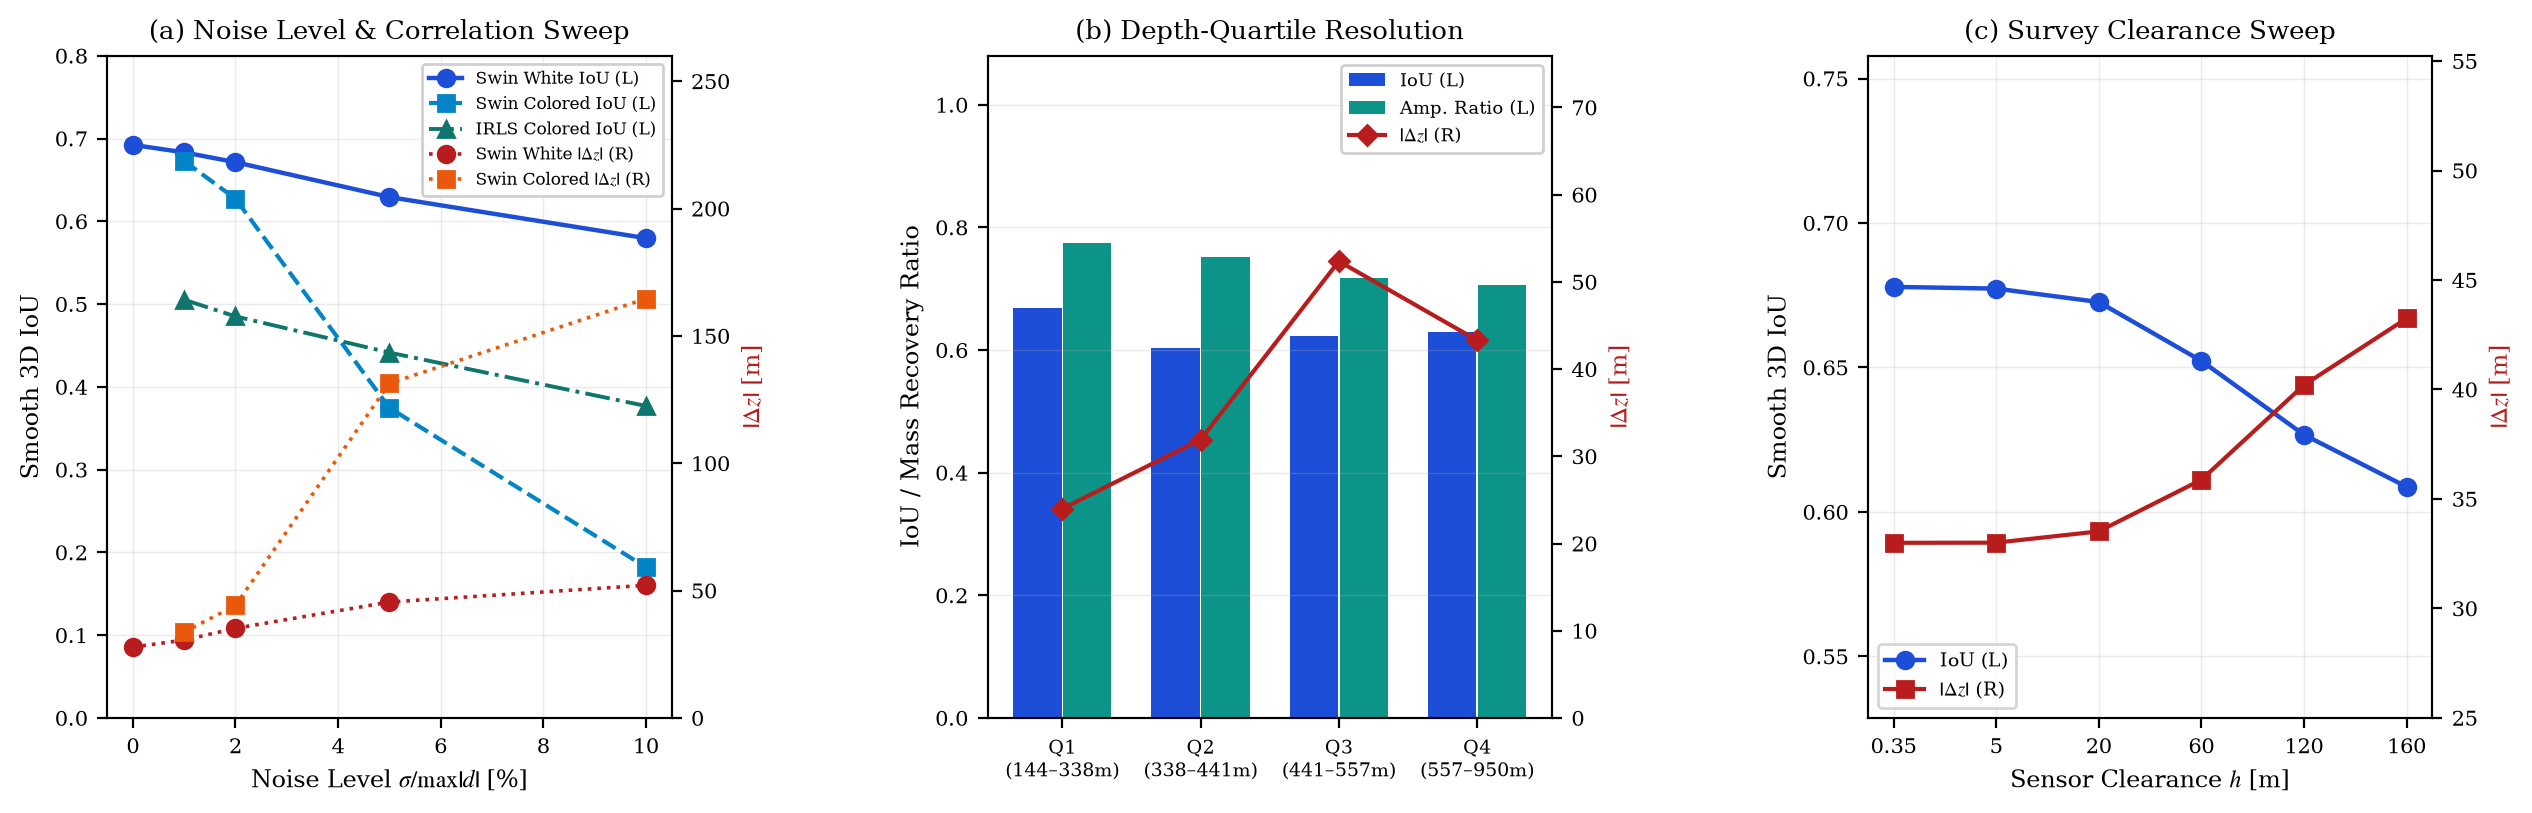 (a) Noise Level & Correlation Sweep
Swin White IoU (L)
Swin Colored IoU (L)
IRLS Colored IoU (L)
Swin White |Δz| (R)
Swin Colored |Δz| (R)
Smooth 3D IoU
0.8
0.7
0.6
0.5
0.4
0.3
0.2
0.1
0.0
250
200
150
100
50
0
|Δz| [m]
0 2 4 6 8 10
Noise Level σ/max|d| [%]
(b) Depth-Quartile Resolution
IoU (L)
Amp. Ratio (L)
|Δz| (R)
IoU / Mass Recovery Ratio
1.0
0.8
0.6
0.4
0.2
0.0
70
60
50
40
30
20
10
0
|Δz| [m]
Q1 Q2 Q3 Q4
(144–338m) (338–441m) (441–557m) (557–950m)
(c) Survey Clearance Sweep
Smooth 3D IoU
0.75
0.70
0.65
0.60
0.55
55
50
45
40
35
30
25
|Δz| [m]
IoU (L)
|Δz| (R)
0.35 5 20 60 120 160
Sensor Clearance h [m]